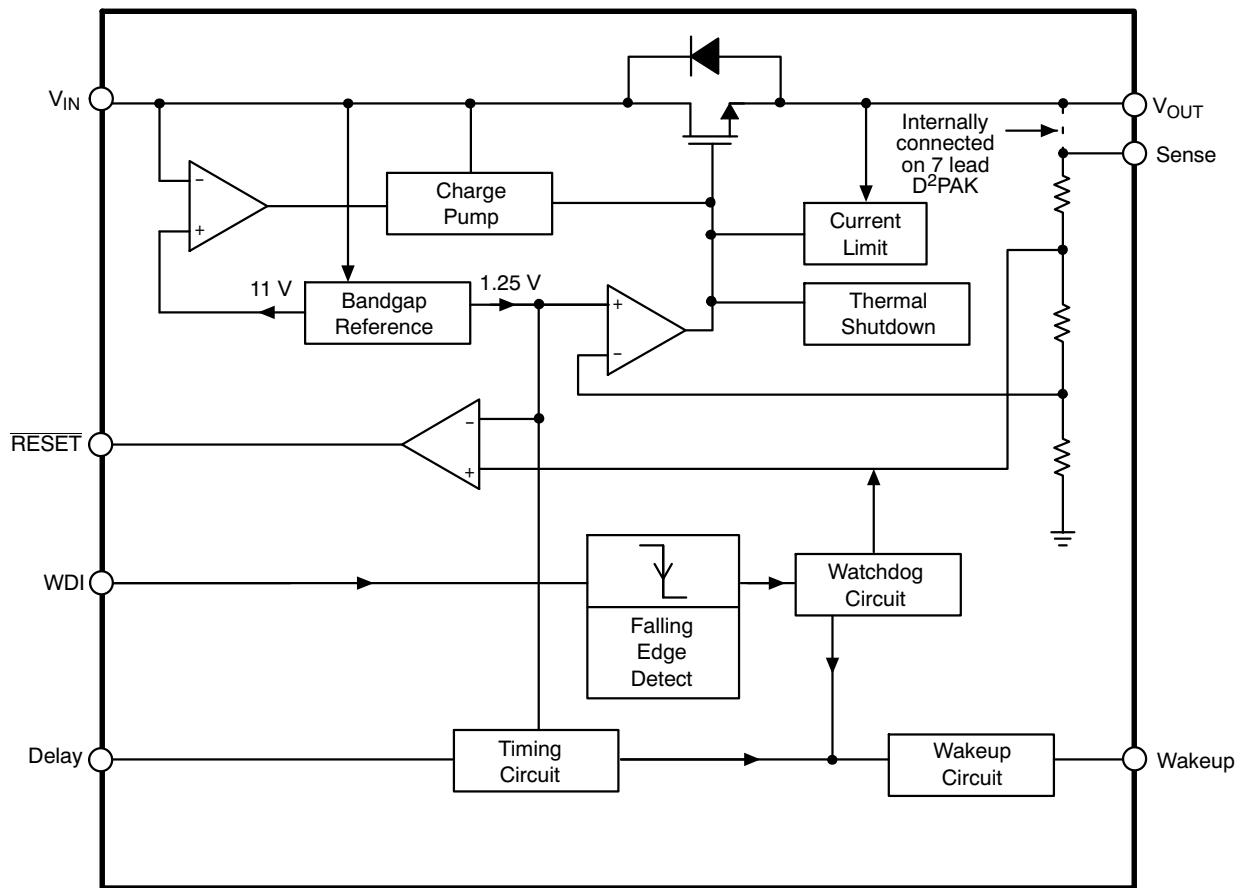 V_IN
V_OUT
Internally
connected
on 7 lead
D²PAK
Sense
−
+
Charge
Pump
Current
Limit
11 V
Bandgap
Reference
1.25 V
+
−
Thermal
Shutdown
R̅E̅S̅E̅T̅
−
+
WDI
Falling
Edge
Detect
Watchdog
Circuit
Delay
Timing
Circuit
Wakeup
Circuit
Wakeup